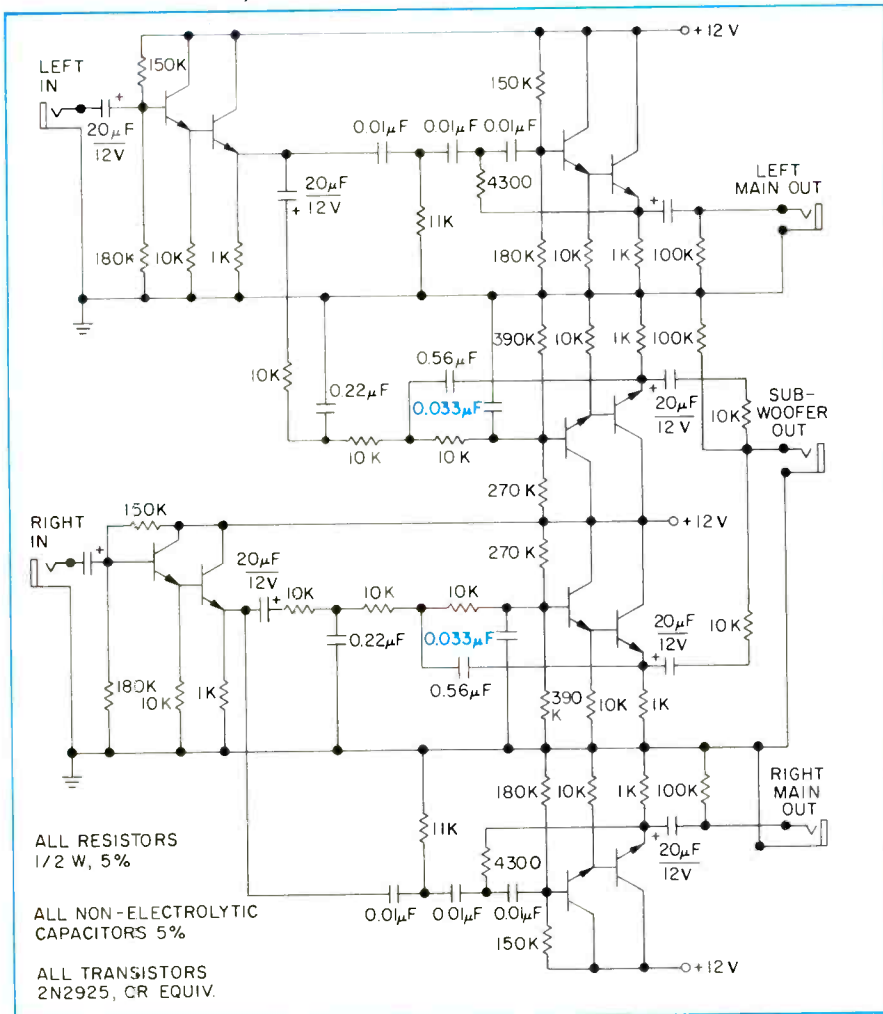 +12 V
LEFT
IN
150K
150K
+
20µF
12V
0.01µF
0.01µF
0.01µF
20µF
+ 12V
4300
+
LEFT
MAIN OUT
11K
180K
10K
1K
180K
10K
1K
100K
390K
10K
1K
100K
10K
0.22µF
0.56µF
0.033µF
+
20µF
12 V
10K
SUB-
WOOFER
OUT
10 K
10 K
270 K
RIGHT
IN
150K
+
+12V
270 K
20µF
12V
+
10K
10K
10K
0.22µF
0.033µF
0.56µF
20µF
12V
+
10K
180K
10K
1K
390
K
10K
1K
180K
10K
1K
100K
RIGHT
MAIN
OUT
11K
4300
+
20µF
12V
0.01µF
0.01µF
0.01µF
150K
+12V
ALL RESISTORS
1/2 W, 5%
ALL NON-ELECTROLYTIC
CAPACITORS 5%
ALL TRANSISTORS
2N2925, OR EQUIV.